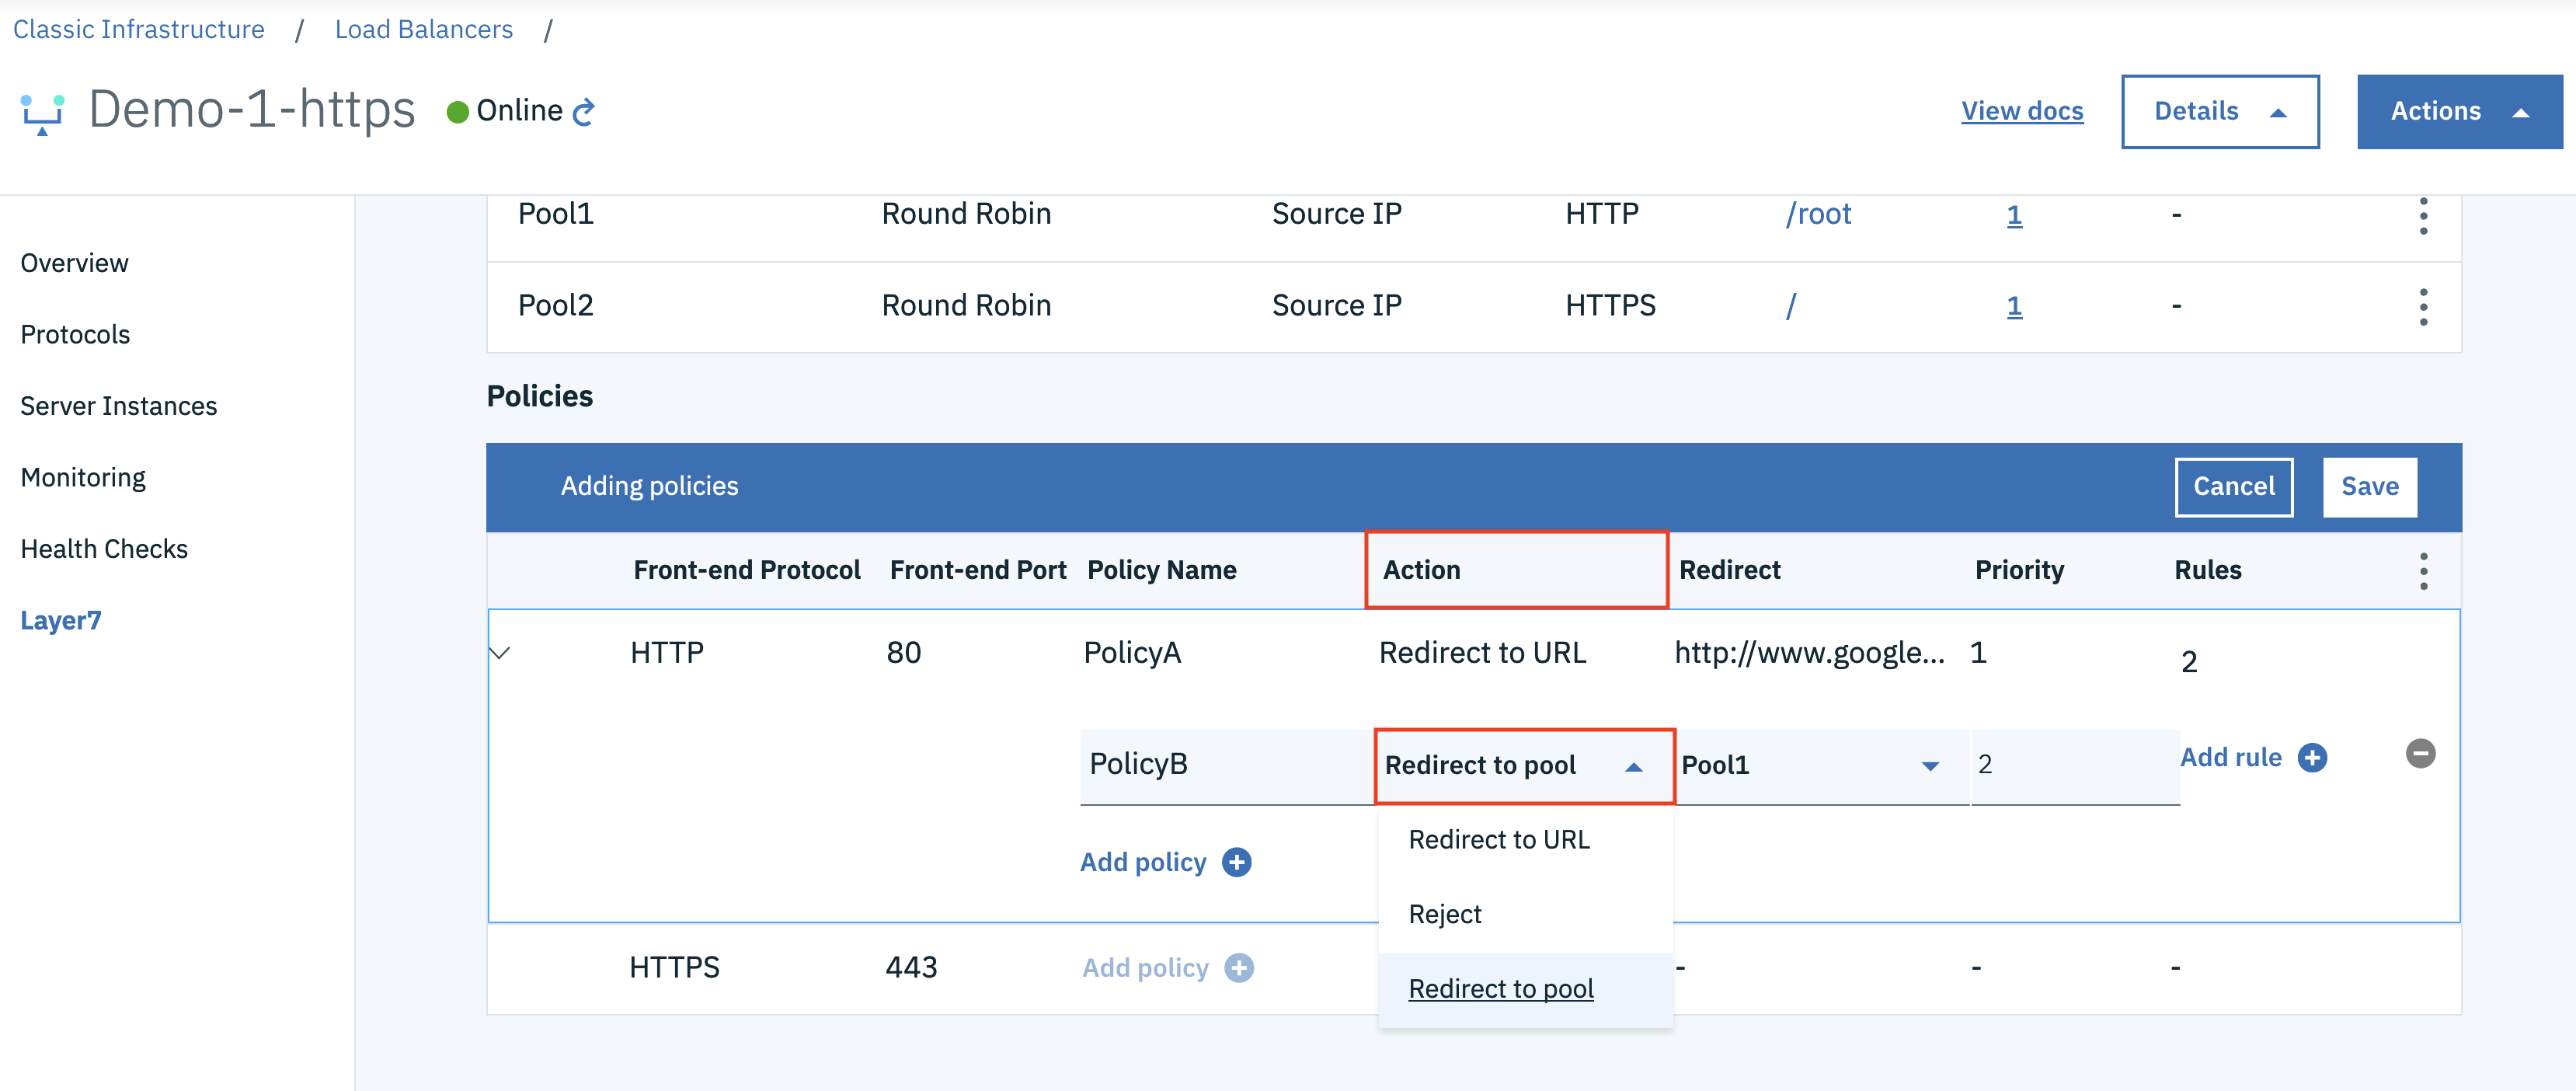 Classic Infrastructure / Load Balancers /
Demo-1-https Online View docs Details Actions
Overview
Protocols
Server Instances
Monitoring
Health Checks
Layer7
Pool1 Round Robin Source IP HTTP /root 1 -
Pool2 Round Robin Source IP HTTPS / 1 -
Policies
Adding policies Cancel Save
Front-end Protocol Front-end Port Policy Name Action Redirect Priority Rules
HTTP 80 PolicyA Redirect to URL http://www.google... 1 2
PolicyB Redirect to pool Pool1 2 Add rule
Redirect to URL
Add policy
Reject
HTTPS 443 Add policy - - -
Redirect to pool